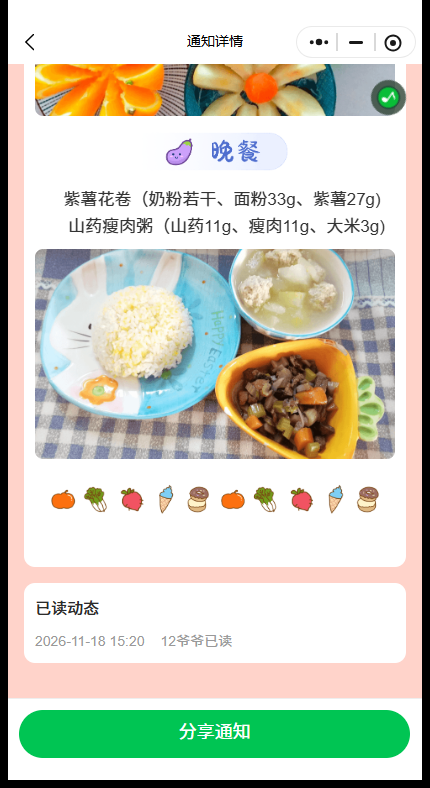 通知详情
晚餐
紫薯花卷（奶粉若干、面粉33g、紫薯27g）
山药瘦肉粥（山药11g、瘦肉11g、大米3g）
HAPPY EASTER
已读动态
2026-11-18 15:20 12爷爷已读
分享通知